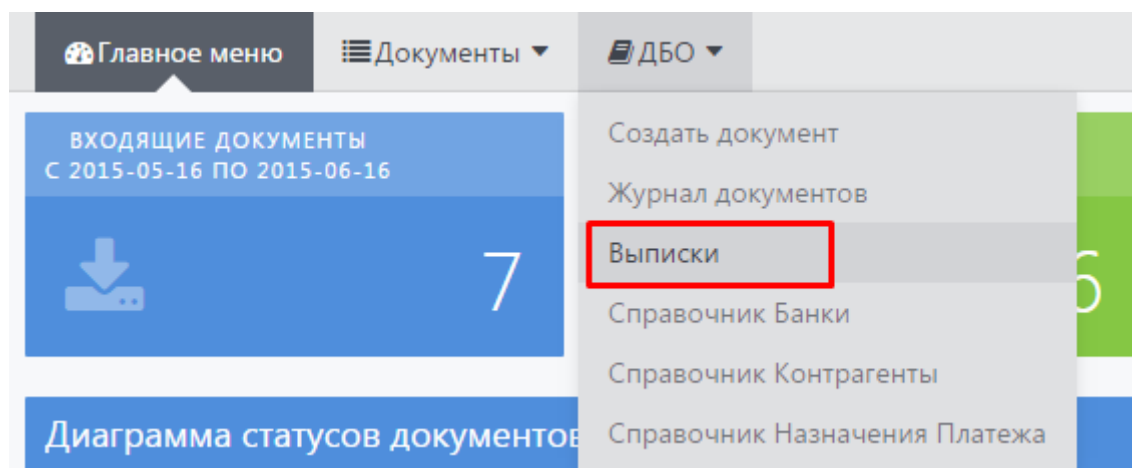 Главное меню
Документы
ДБО
ВХОДЯЩИЕ ДОКУМЕНТЫ
С 2015-05-16 ПО 2015-06-16
7
6
Создать документ
Журнал документов
Выписки
Справочник Банки
Справочник Контрагенты
Справочник Назначения Платежа
Диаграмма статусов документов